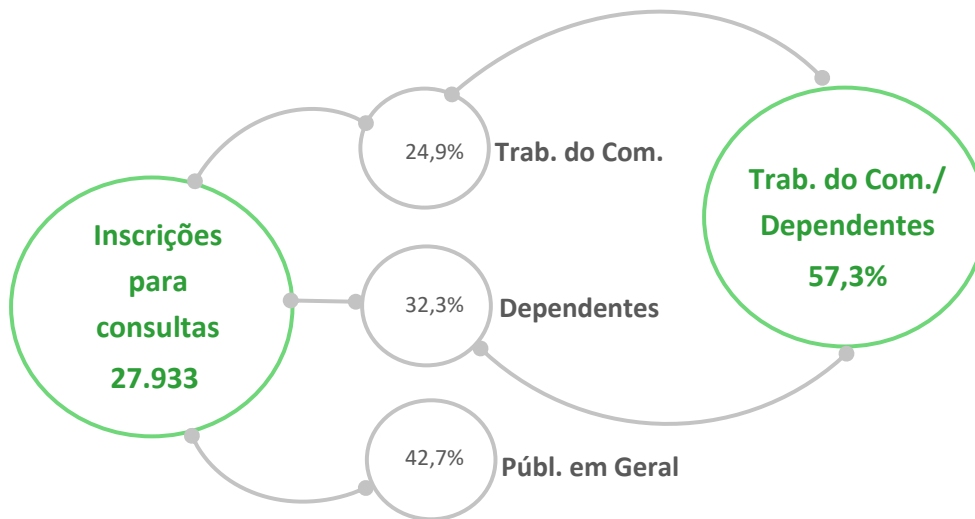 Inscrições
para
consultas
27.933
24,9%
Trab. do Com.
32,3%
Dependentes
42,7%
Públ. em Geral
Trab. do Com./
Dependentes
57,3%